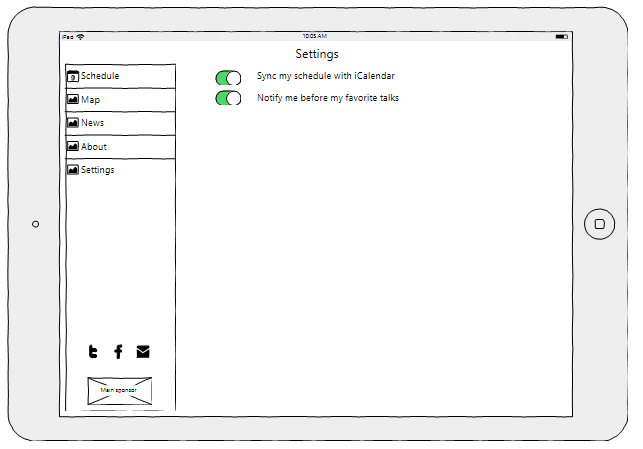 iPad
10:05 AM
Settings
9 Schedule
Map
News
About
Settings
Sync my schedule with iCalendar
Notify me before my favorite talks
Main sponsor